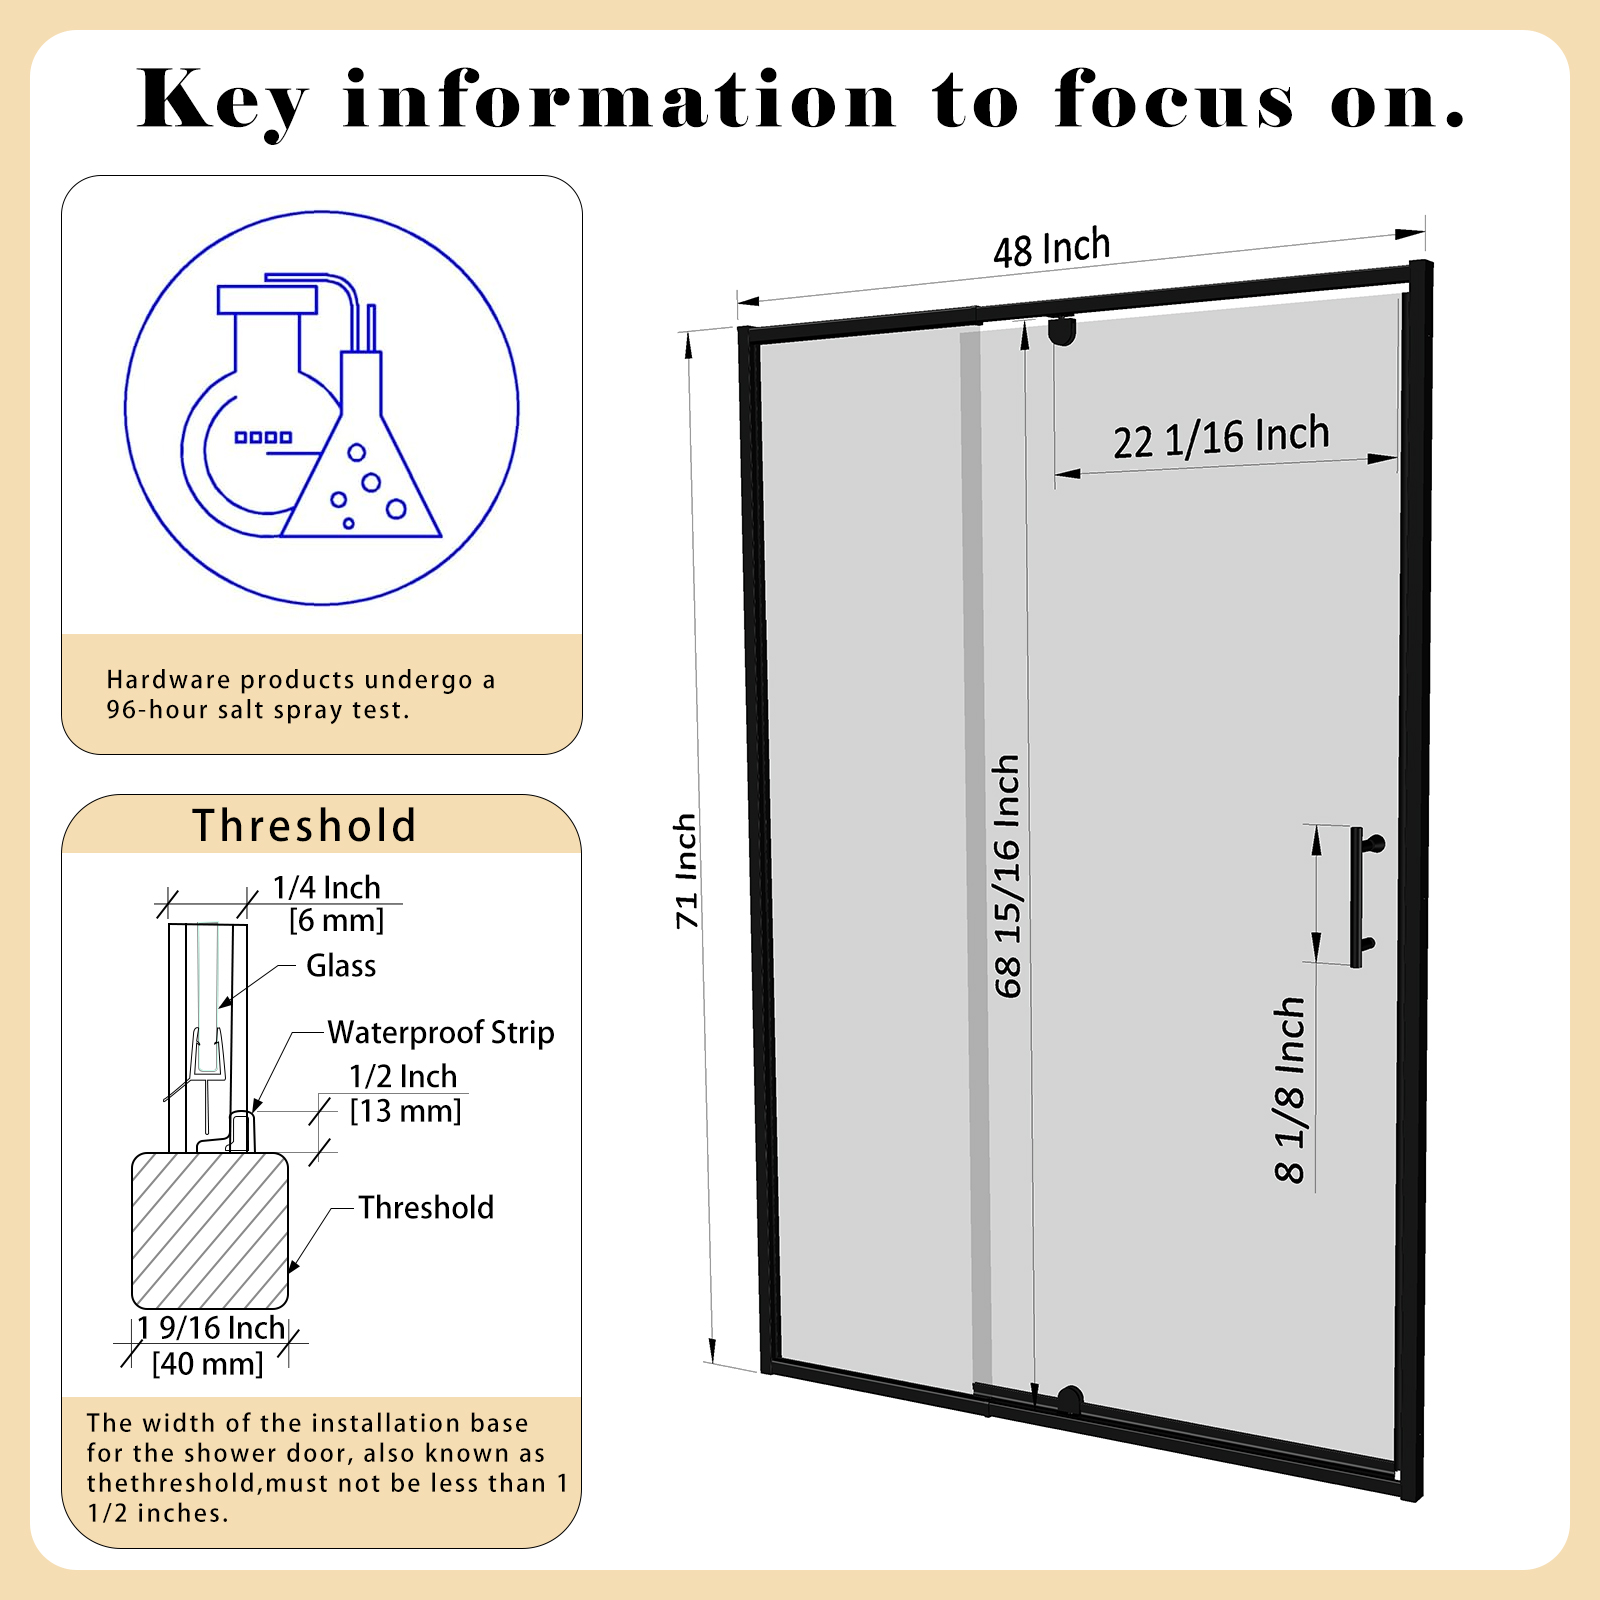 Key information to focus on.
Hardware products undergo a
96-hour salt spray test.
Threshold
1/4 Inch
[6 mm]
Glass
Waterproof Strip
1/2 Inch
[13 mm]
Threshold
1 9/16 Inch
[40 mm]
The width of the installation base
for the shower door, also known as
thethreshold,must not be less than 1
1/2 inches.
48 Inch
22 1/16 Inch
71 Inch
68 15/16 Inch
8 1/8 Inch